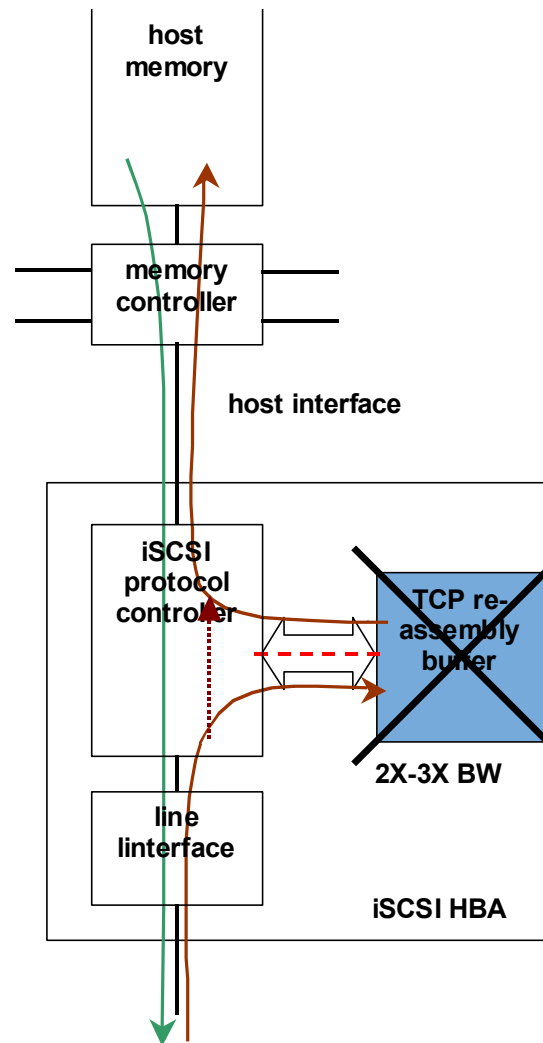 host
memory
memory
controller
host interface
iSCSI
protocol
controller
TCP re-
assembly
buffer
2X-3X BW
line
linterface
iSCSI HBA